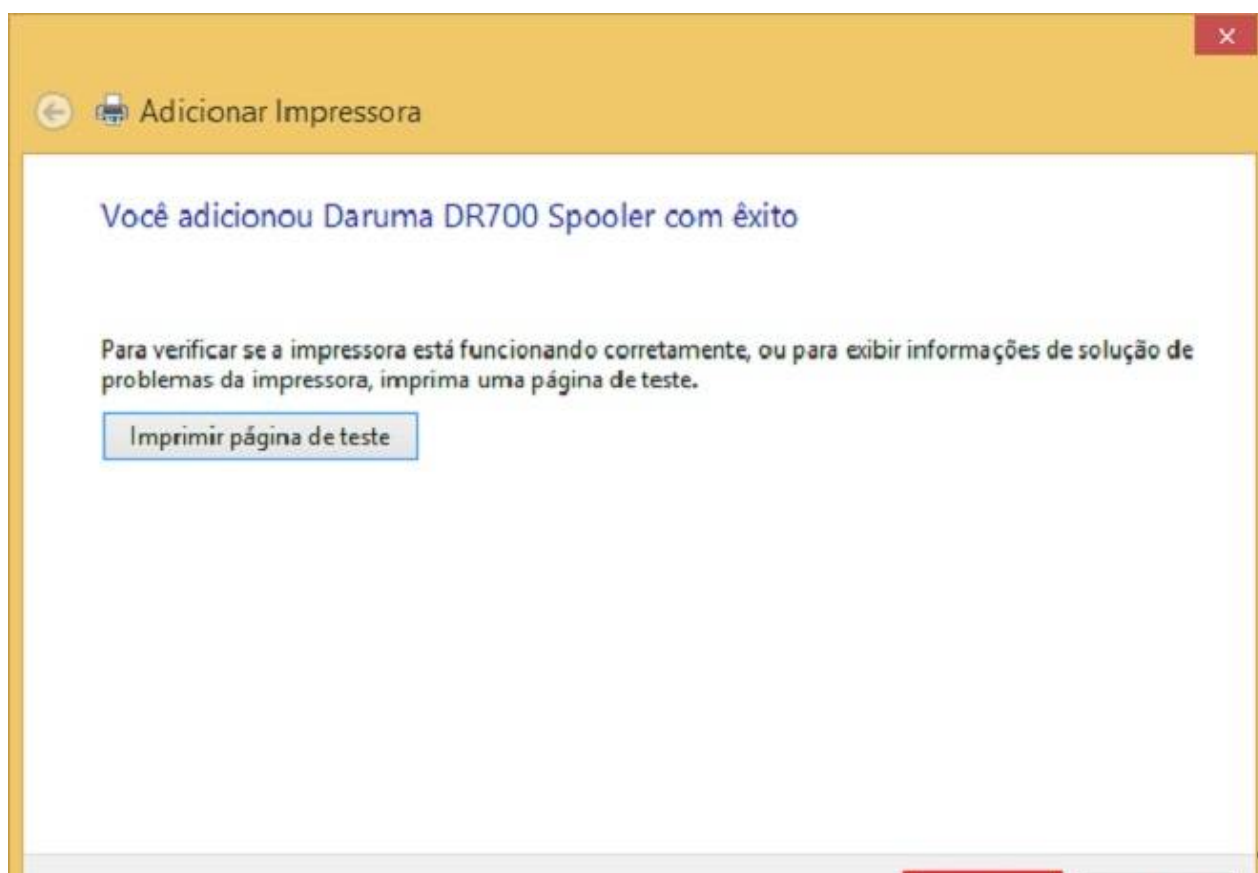 Adicionar Impressora
Você adicionou Daruma DR700 Spooler com êxito
Para verificar se a impressora está funcionando corretamente, ou para exibir informações de solução de
problemas da impressora, imprima uma página de teste.
Imprimir página de teste